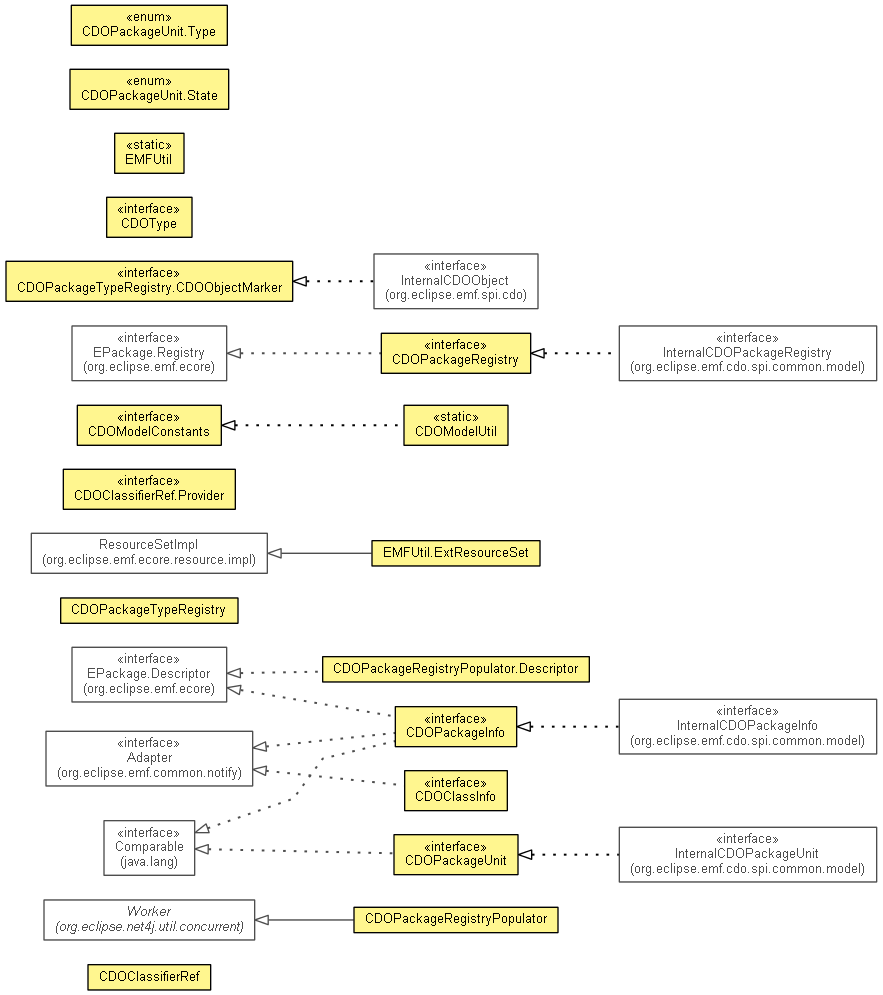 «enum»
CDOPackageUnit.Type
«enum»
CDOPackageUnit.State
«static»
EMFUtil
«interface»
CDOType
«interface»
CDOPackageTypeRegistry.CDOObjectMarker
«interface»
InternalCDOObject
(org.eclipse.emf.spi.cdo)
«interface»
EPackage.Registry
(org.eclipse.emf.ecore)
«interface»
CDOPackageRegistry
«interface»
InternalCDOPackageRegistry
(org.eclipse.emf.cdo.spi.common.model)
«interface»
CDOModelConstants
«static»
CDOModelUtil
«interface»
CDOClassifierRef.Provider
ResourceSetImpl
(org.eclipse.emf.ecore.resource.impl)
EMFUtil.ExtResourceSet
CDOPackageTypeRegistry
«interface»
EPackage.Descriptor
(org.eclipse.emf.ecore)
CDOPackageRegistryPopulator.Descriptor
«interface»
CDOPackageInfo
«interface»
InternalCDOPackageInfo
(org.eclipse.emf.cdo.spi.common.model)
«interface»
Adapter
(org.eclipse.emf.common.notify)
«interface»
CDOClassInfo
«interface»
Comparable
(java.lang)
«interface»
CDOPackageUnit
«interface»
InternalCDOPackageUnit
(org.eclipse.emf.cdo.spi.common.model)
Worker
(org.eclipse.net4j.util.concurrent)
CDOPackageRegistryPopulator
CDOClassifierRef